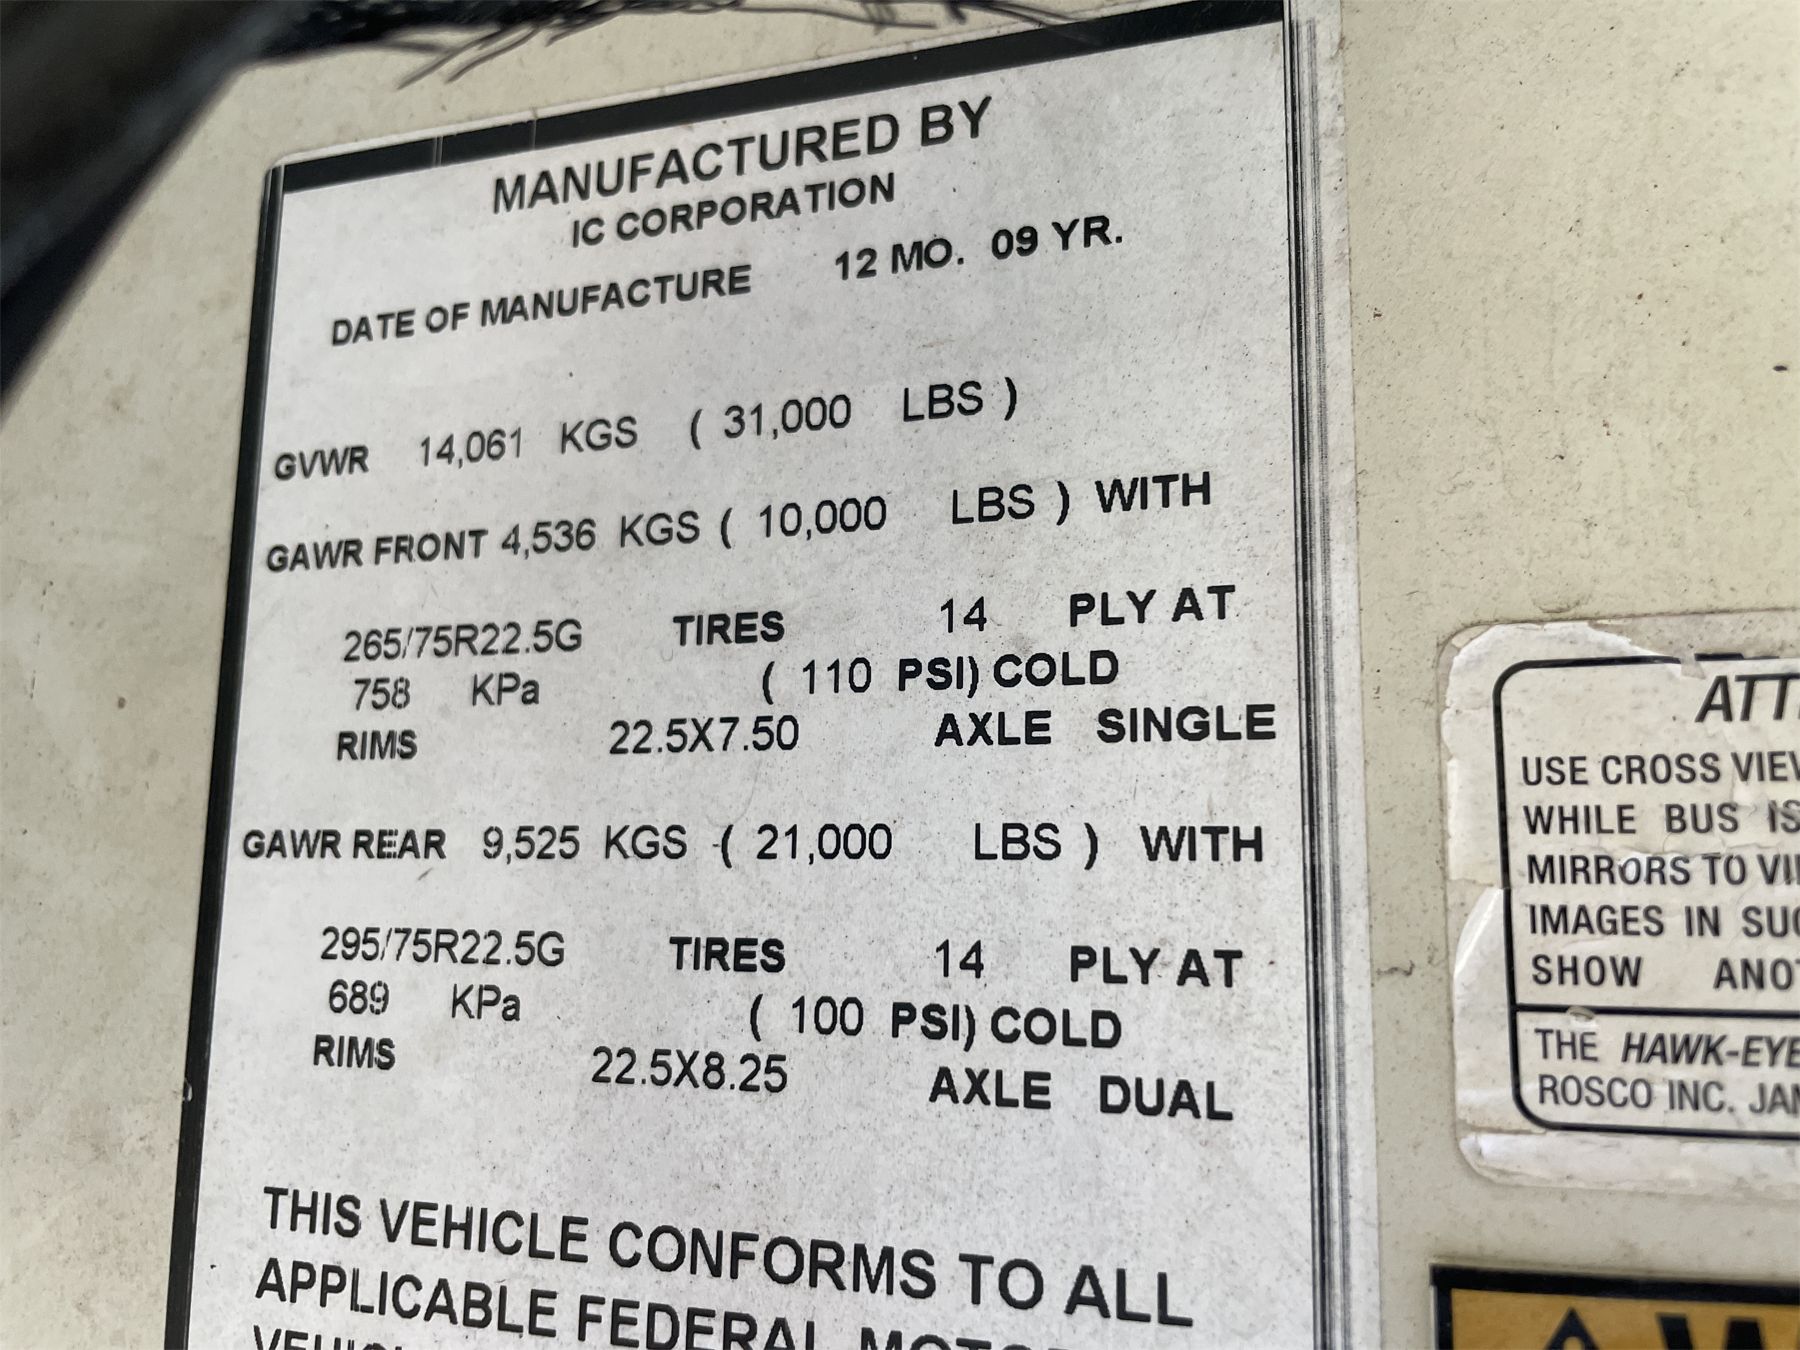 MANUFACTURED BY
IC CORPORATION
DATE OF MANUFACTURE 12 MO. 09 YR.
GVWR 14,061 KGS ( 31,000 LBS )
GAWR FRONT 4,536 KGS ( 10,000 LBS ) WITH
265/75R22.5G TIRES 14 PLY AT
758 KPa ( 110 PSI) COLD
RIMS 22.5X7.50 AXLE SINGLE
GAWR REAR 9,525 KGS ( 21,000 LBS ) WITH
295/75R22.5G TIRES 14 PLY AT
689 KPa ( 100 PSI) COLD
RIMS 22.5X8.25 AXLE DUAL
THIS VEHICLE CONFORMS TO ALL
APPLICABLE FEDERAL
USE CROSS
WHILE BUS IS
MIRRORS TO
IMAGES IN
SHOW
THE HAWK-EYE
ROSCO INC.